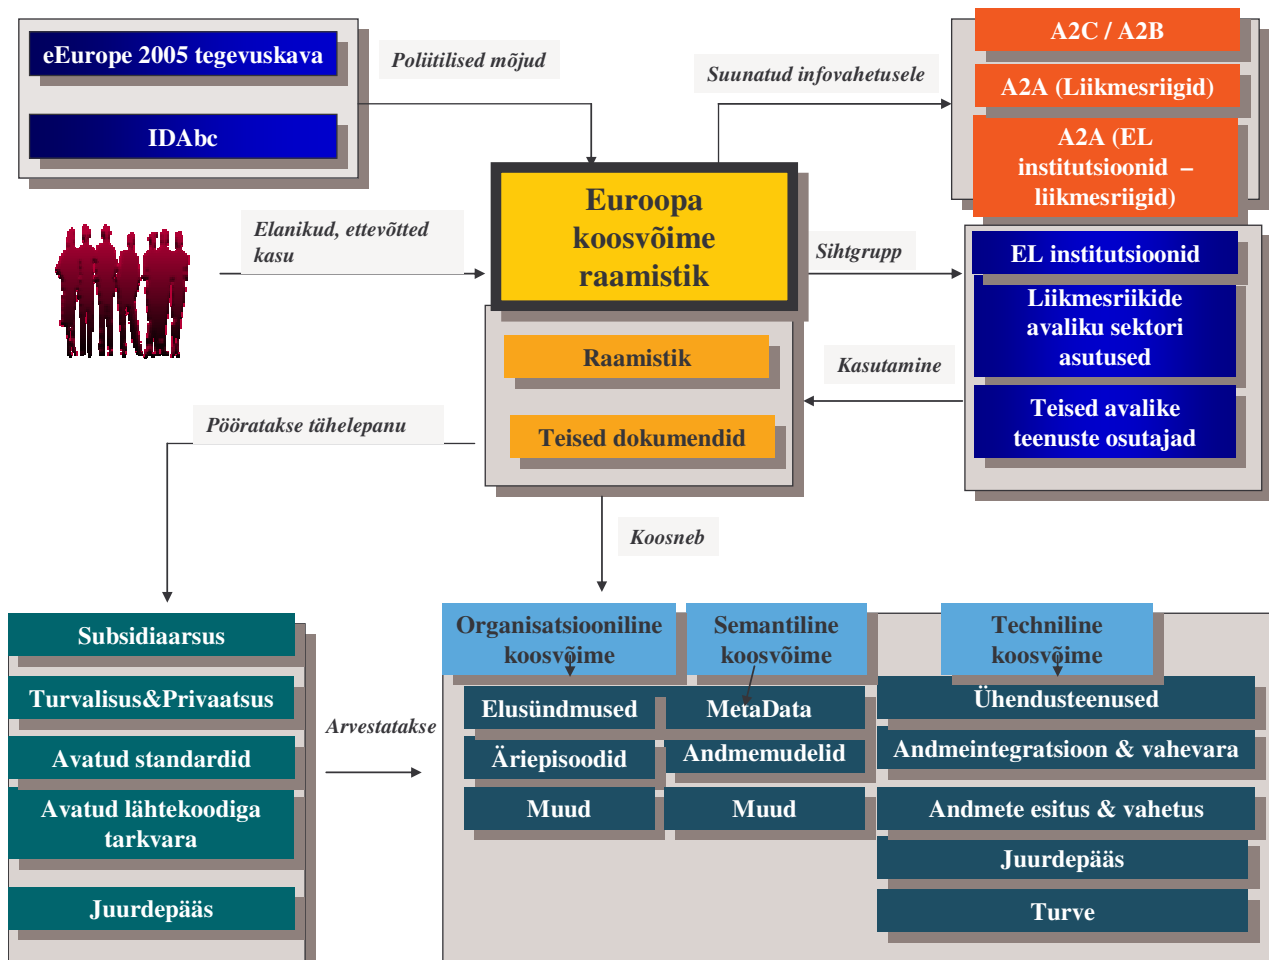 eEurope 2005 tegevuskava
IDAbc
Poliitilised mõjud
Suunatud infovahetusele
A2C / A2B
A2A (Liikmesriigid)
A2A (EL
institutsioonid –
liikmesriigid)
Elanikud, ettevõtted
kasu
Euroopa
koosvõime
raamistik
Sihtgrupp
EL institutsioonid
Liikmesriikide
avaliku sektori
asutused
Teised avalike
teenuste osutajad
Raamistik
Teised dokumendid
Kasutamine
Pööratakse tähelepanu
Koosneb
Subsidiaarsus
Turvalisus&Privaatsus
Avatud standardid
Avatud lähtekoodiga
tarkvara
Juurdepääs
Arvestatakse
Organisatsiooniline
koosvõime
Elusündmused
Äriepisoodid
Muud
Semantiline
koosvõime
MetaData
Andmemudelid
Muud
Techniline
koosvõime
Ühendusteenused
Andmeintegratsioon & vahevara
Andmete esitus & vahetus
Juurdepääs
Turve